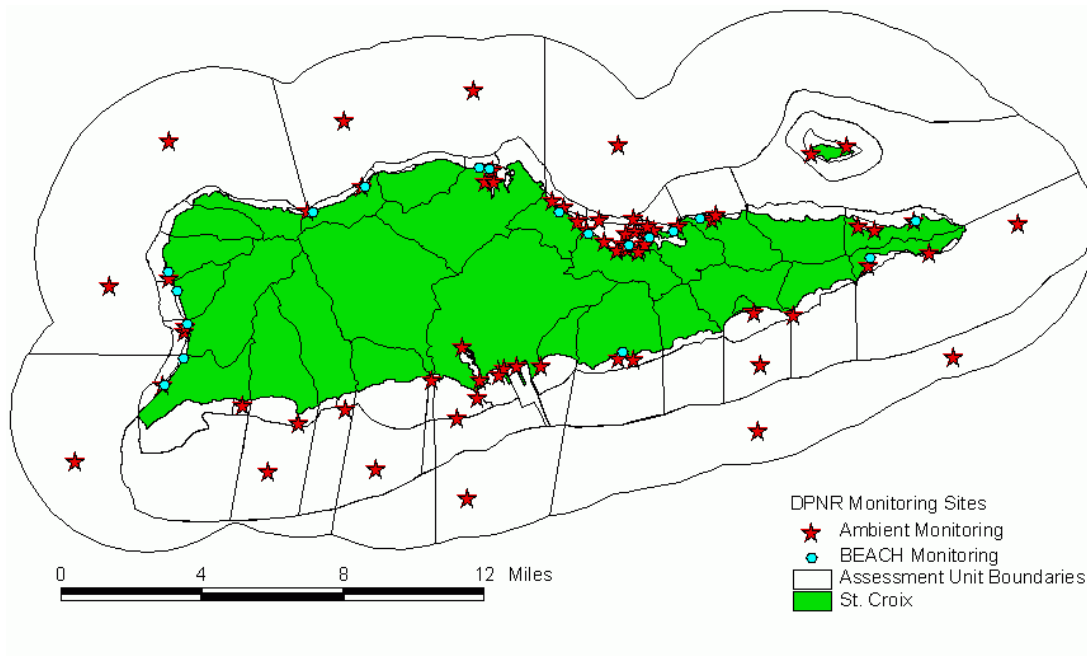 DPNR Monitoring Sites
Ambient Monitoring
BEACH Monitoring
Assessment Unit Boundaries
St. Croix
0 4 8 12 Miles